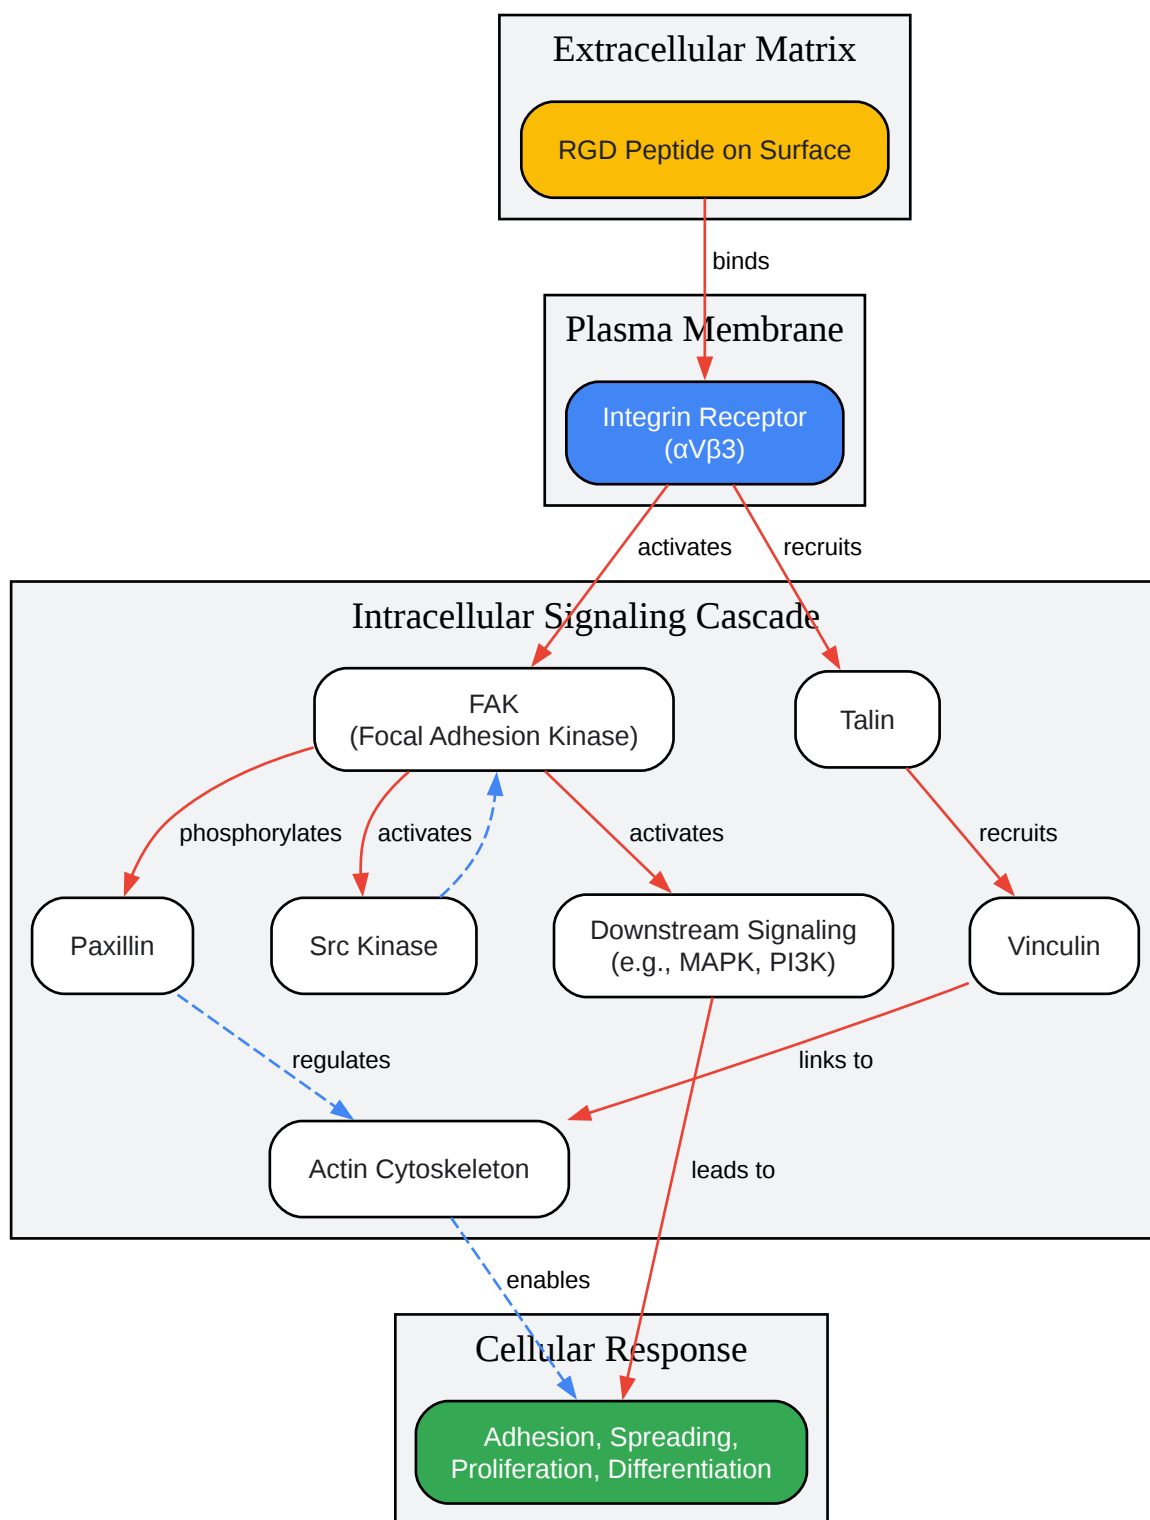 Extracellular Matrix
RGD Peptide on Surface
binds
Plasma Membrane
Integrin Receptor
(αVβ3)
activates
recruits
Intracellular Signaling Cascade
FAK
(Focal Adhesion Kinase)
Talin
phosphorylates
activates
activates
recruits
Paxillin
Src Kinase
Downstream Signaling
(e.g., MAPK, PI3K)
Vinculin
regulates
links to
Actin Cytoskeleton
leads to
enables
Cellular Response
Adhesion, Spreading,
Proliferation, Differentiation